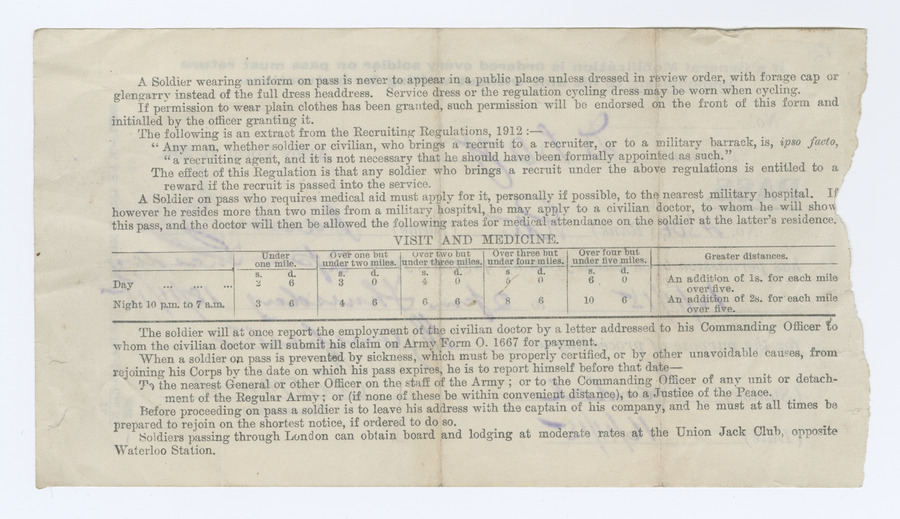 A Soldier wearing uniform on pass is never to appear in a public place unless dressed in review order, with forage cap or
glengarry instead of the full dress headdress. Service dress or the regulation cycling dress may be worn when cycling.
If permission to wear plain clothes has been granted, such permission will be endorsed on the front of this form and
initialled by the officer granting it.
The following is an extract from the Recruiting Regulations, 1912 :—
" Any man, whether soldier or civilian, who brings a recruit to a recruiter, or to a military barrack, is, ipso facto,
"a recruiting agent, and it is not necessary that he should have been formally appointed as such."
The effect of this Regulation is that any soldier who brings a recruit under the above regulations is entitled to a
reward if the recruit is passed into the service.
A Soldier on pass who requires medical aid must apply for it, personally if possible, to the nearest military hospital. If
however he resides more than two miles from a military hospital, he may apply to a civilian doctor, to whom he will show
this pass, and the doctor will then be allowed the following rates for medical attendance on the soldier at the latter's residence.
VISIT AND MEDICINE.
Under one mile. Over one but under two miles. Over two but under three miles. Over three but under four miles. Over four but under five miles. Greater distances.
s. d. s. d. s. d. s. d. s. d.
Day ... ... ... 2 6 3 0 4 0 5 0 6 0 An addition of 1s. for each mile over five.
Night 10 p.m. to 7 a.m. 3 6 4 6 6 6 8 6 10 6 An addition of 2s. for each mile over five.
The soldier will at once report the employment of the civilian doctor by a letter addressed to his Commanding Officer to
whom the civilian doctor will submit his claim on Army Form O. 1667 for payment.
When a soldier on pass is prevented by sickness, which must be properly certified, or by other unavoidable causes, from
rejoining his Corps by the date on which his pass expires, he is to report himself before that date—
To the nearest General or other Officer on the staff of the Army ; or to the Commanding Officer of any unit or detach-
ment of the Regular Army ; or (if none of these be within convenient distance), to a Justice of the Peace.
Before proceeding on pass a soldier is to leave his address with the captain of his company, and he must at all times be
prepared to rejoin on the shortest notice, if ordered to do so.
Soldiers passing through London can obtain board and lodging at moderate rates at the Union Jack Club, opposite
Waterloo Station.